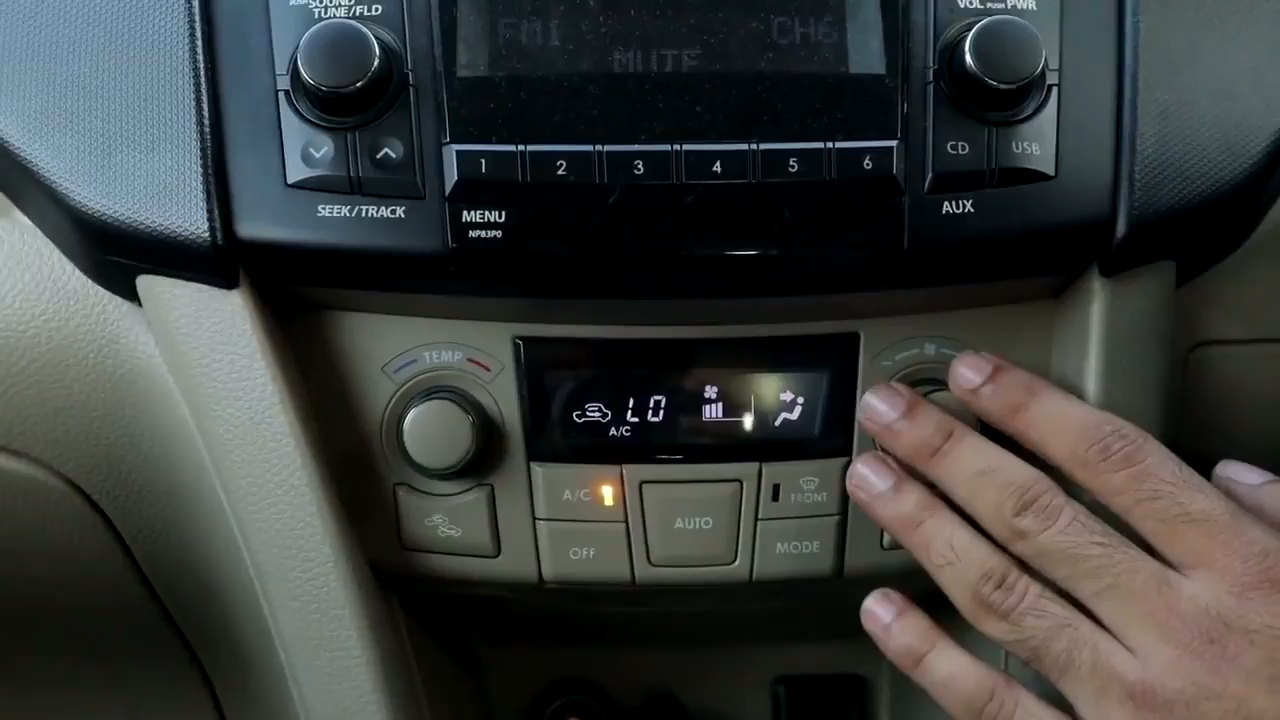 PUSH SOUND
TUNE/FLD
VOL PUSH PWR
FM1
CH6
MUTE
CD
USB
1
2
3
4
5
6
SEEK/TRACK
MENU
NP83P0
AUX
TEMP
LO
A/C
A/C
FRONT
AUTO
OFF
MODE